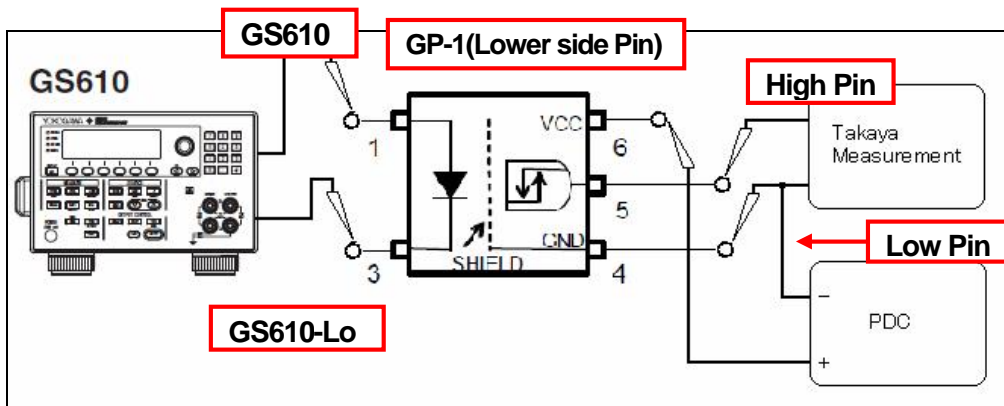 GS610
GP-1(Lower side Pin)
GS610
High Pin
YOKOGAWA
1
VCC
6
Takaya
Measurement
5
3
SHIELD
GND
4
Low Pin
GS610-Lo
−
PDC
+